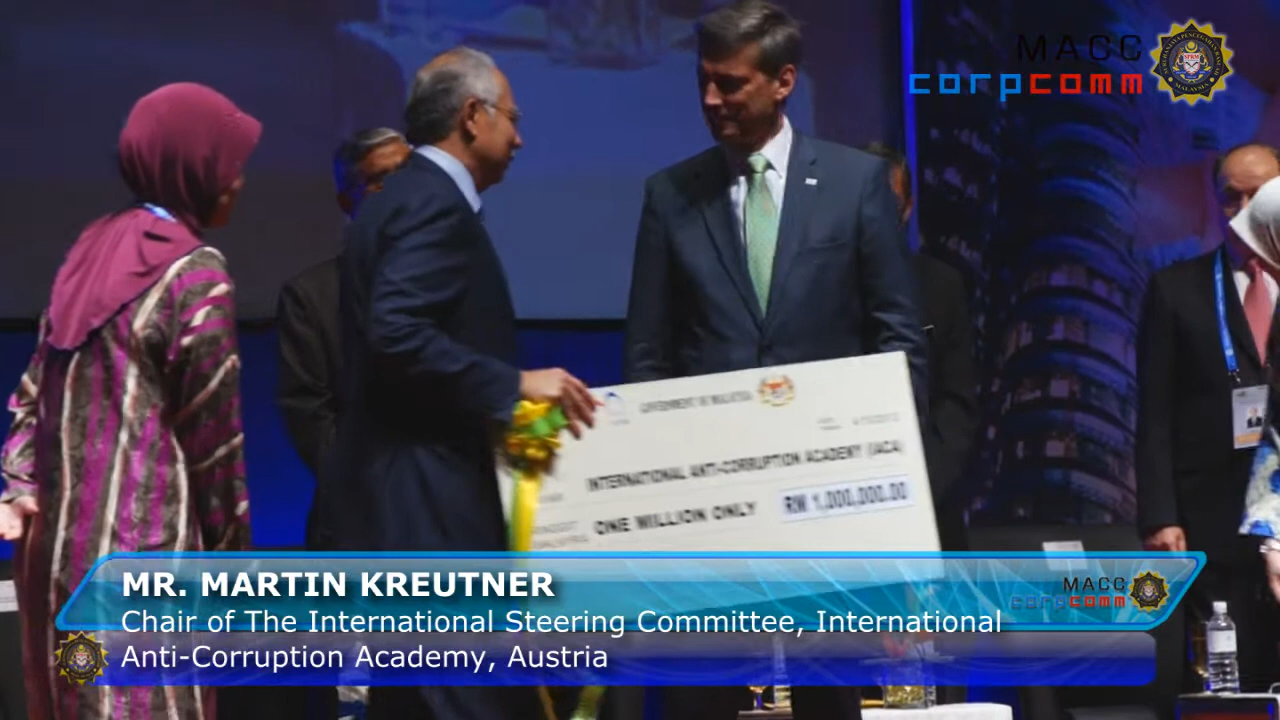 MACC
corpcomm
GOVERNMENT OF MALAYSIA
INTERNATIONAL ANTI-CORRUPTION ACADEMY (IACA)
ONE MILLION ONLY
RM 1,000,000.00
MR. MARTIN KREUTNER
Chair of The International Steering Committee, International
Anti-Corruption Academy, Austria
MACC
corpcomm